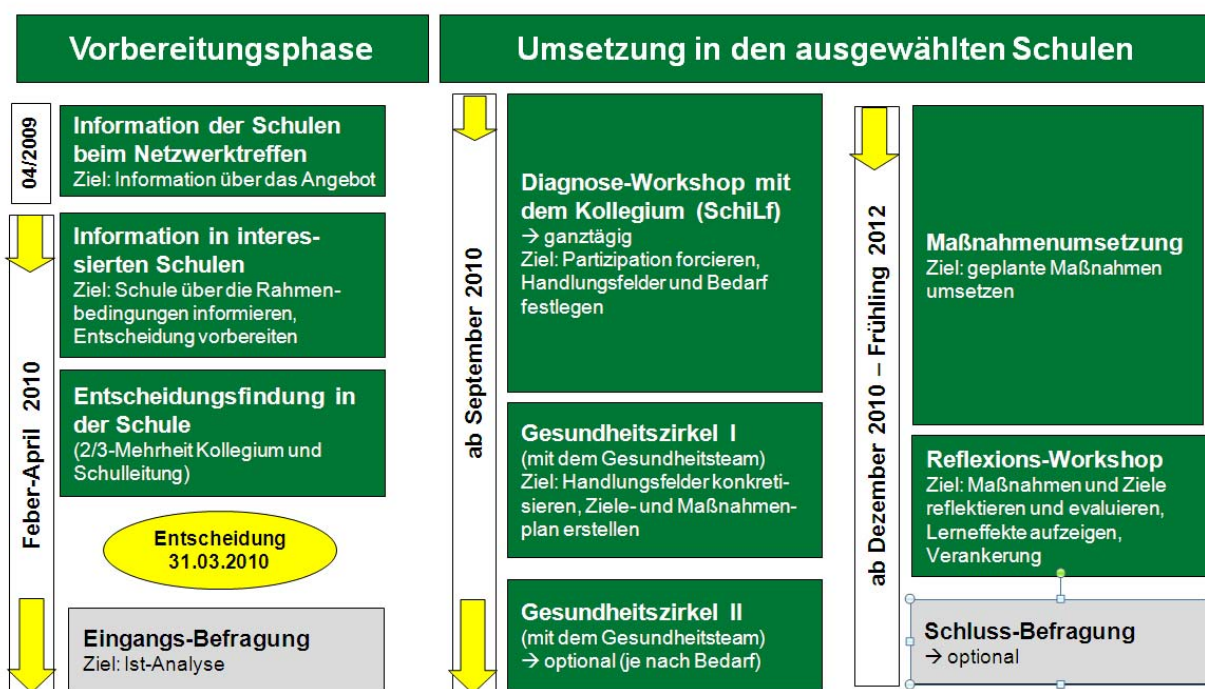 Vorbereitungsphase
Umsetzung in den ausgewählten Schulen
04/2009
Information der Schulen
beim Netzwerktreffen
Ziel: Information über das Angebot
Feber-April 2010
Information in interes-
sierten Schulen
Ziel: Schule über die Rahmen-
bedingungen informieren,
Entscheidung vorbereiten
Entscheidungsfindung in
der Schule
(2/3-Mehrheit Kollegium und
Schulleitung)
Entscheidung
31.03.2010
Eingangs-Befragung
Ziel: Ist-Analyse
ab September 2010
Diagnose-Workshop mit
dem Kollegium (SchiLf)
→ ganztägig
Ziel: Partizipation forcieren,
Handlungsfelder und Bedarf
festlegen
Gesundheitszirkel I
(mit dem Gesundheitsteam)
Ziel: Handlungsfelder konkreti-
sieren, Ziele- und Maßnahmen-
plan erstellen
Gesundheitszirkel II
(mit dem Gesundheitsteam)
→ optional (je nach Bedarf)
ab Dezember 2010 – Frühling 2012
Maßnahmenumsetzung
Ziel: geplante Maßnahmen
umsetzen
Reflexions-Workshop
Ziel: Maßnahmen und Ziele
reflektieren und evaluieren,
Lerneffekte aufzeigen,
Verankerung
Schluss-Befragung
→ optional